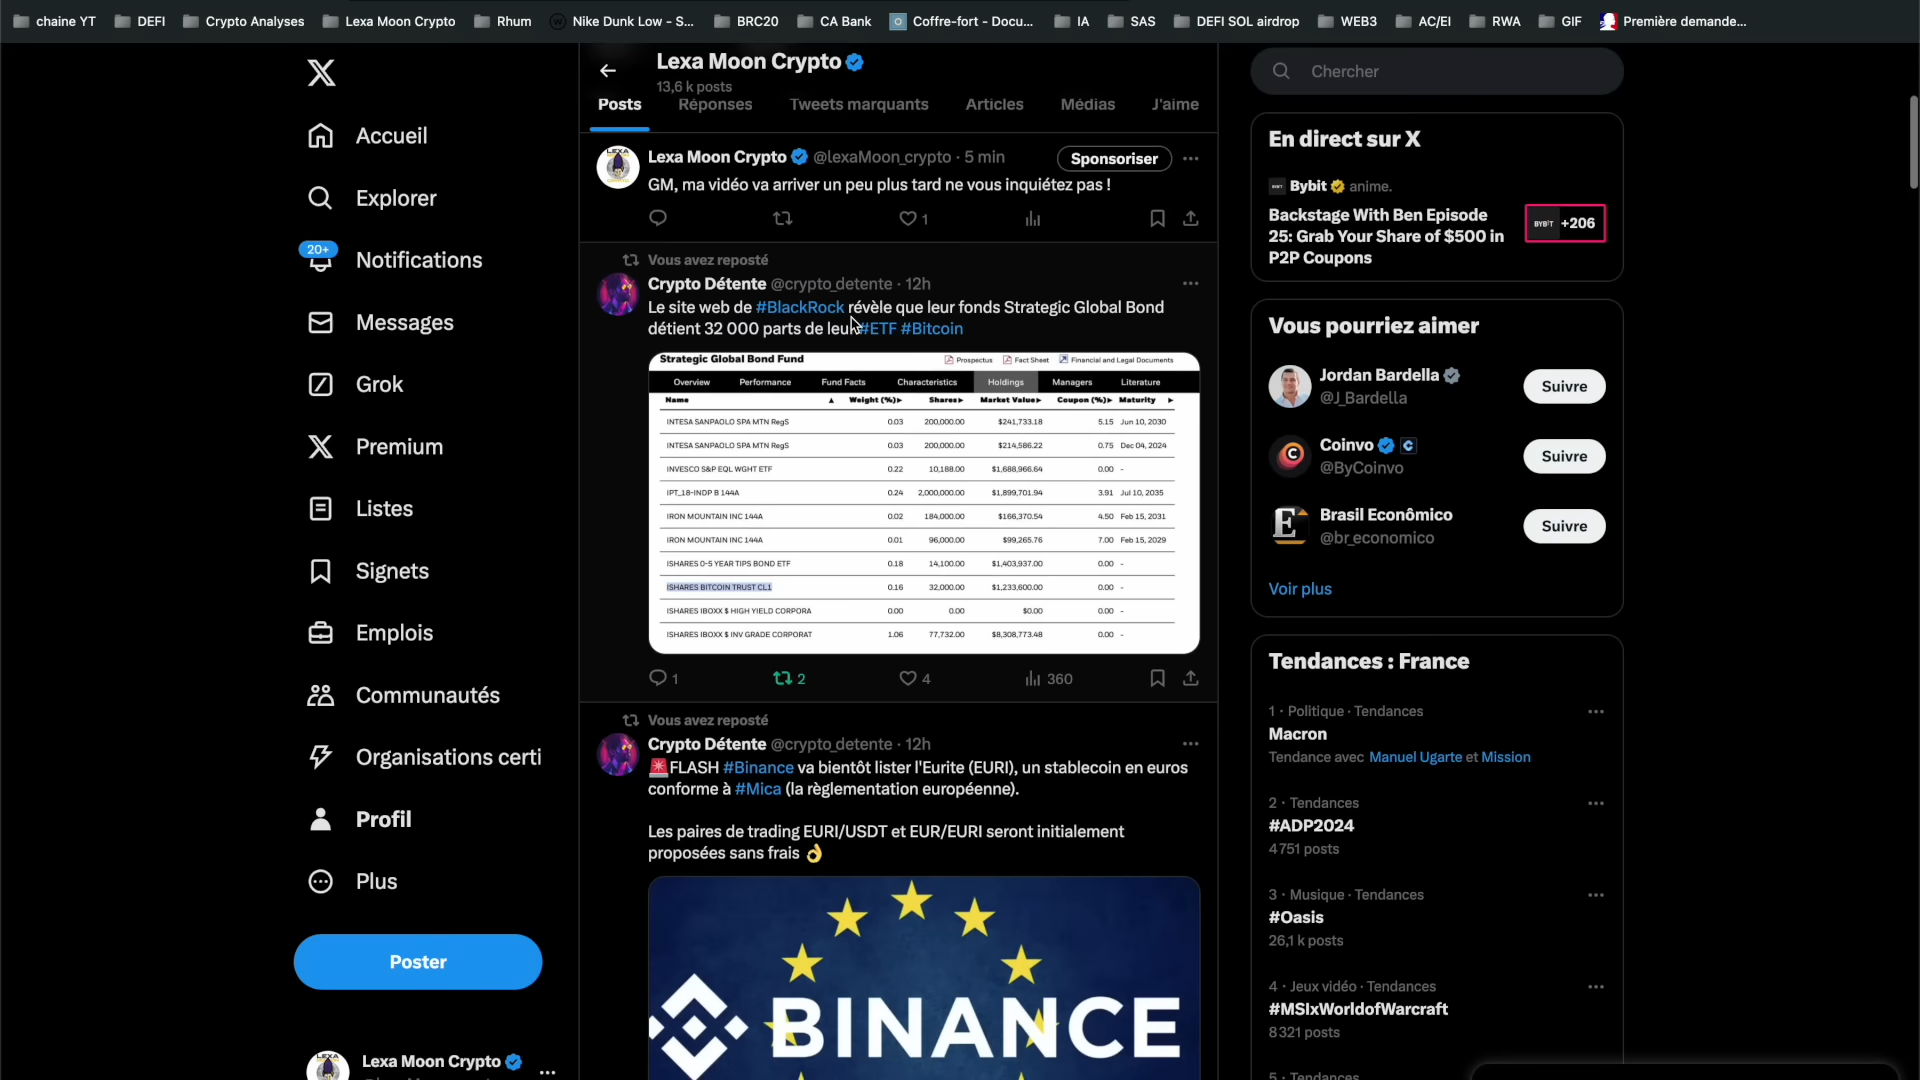 chaine YT
DEFI
Crypto Analyses
Lexa Moon Crypto
Rhum
Nike Dunk Low - S...
BRC20
CA Bank
Coffre-fort - Docu...
IA
SAS
DEFI SOL airdrop
WEB3
AC/EI
RWA
GIF
Première demande...
Accueil
Explorer
20+
Notifications
Messages
Grok
Premium
Listes
Signets
Emplois
Communautés
Organisations certi
Profil
Plus
Poster
Lexa Moon Crypto
Lexa Moon Crypto
13,6 k posts
Posts
Réponses
Tweets marquants
Articles
Médias
J'aime
Lexa Moon Crypto @lexaMoon_crypto · 5 min
Sponsoriser
GM, ma vidéo va arriver un peu plus tard ne vous inquiétez pas !
1
Vous avez reposté
Crypto Détente @crypto_detente · 12h
Le site web de #BlackRock révèle que leur fonds Strategic Global Bond
détient 32 000 parts de leur #ETF #Bitcoin
Strategic Global Bond Fund
Prospectus
Fact Sheet
Financial and Legal Documents
Overview Performance Fund Facts Characteristics Holdings Managers Literature
Name Weight (%) Shares Market Value Coupon (%) Maturity
INTESA SANPAOLO SPA MTN RegS 0.03 200,000.00 $241,733.18 5.15 Jun 10, 2030
INTESA SANPAOLO SPA MTN RegS 0.03 200,000.00 $214,586.22 0.75 Dec 04, 2024
INVESCO S&P EQL WGHT ETF 0.22 10,188.00 $1,688,966.64 0.00 -
IPT_18-INDP B 144A 0.24 2,000,000.00 $1,899,701.94 3.91 Jul 10, 2035
IRON MOUNTAIN INC 144A 0.02 184,000.00 $166,370.54 4.50 Feb 15, 2031
IRON MOUNTAIN INC 144A 0.01 96,000.00 $99,265.76 7.00 Feb 15, 2029
ISHARES 0-5 YEAR TIPS BOND ETF 0.18 14,100.00 $1,403,937.00 0.00 -
ISHARES BITCOIN TRUST CL1 0.16 32,000.00 $1,233,600.00 0.00 -
ISHARES IBOXX $ HIGH YIELD CORPORA 0.00 0.00 $0.00 0.00 -
ISHARES IBOXX $ INV GRADE CORPORAT 1.06 77,732.00 $8,308,773.48 0.00 -
1 2 4 360
Vous avez reposté
Crypto Détente @crypto_detente · 12h
🚨FLASH #Binance va bientôt lister l'Eurite (EURI), un stablecoin en euros
conforme à #Mica (la règlementation européenne).
Les paires de trading EURI/USDT et EUR/EURI seront initialement
proposées sans frais 👌
BINANCE
Chercher
En direct sur X
Bybit anime.
Backstage With Ben Episode
25: Grab Your Share of $500 in
P2P Coupons
BYBIT +206
Vous pourriez aimer
Jordan Bardella
@J_Bardella
Suivre
Coinvo
@ByCoinvo
Suivre
Brasil Econômico
@br_economico
Suivre
Voir plus
Tendances : France
1 · Politique · Tendances
Macron
Tendance avec Manuel Ugarte et Mission
2 · Tendances
#ADP2024
4 751 posts
3 · Musique · Tendances
#Oasis
26,1 k posts
4 · Jeux vidéo · Tendances
#MSIxWorldofWarcraft
8 321 posts
5 · Tendances